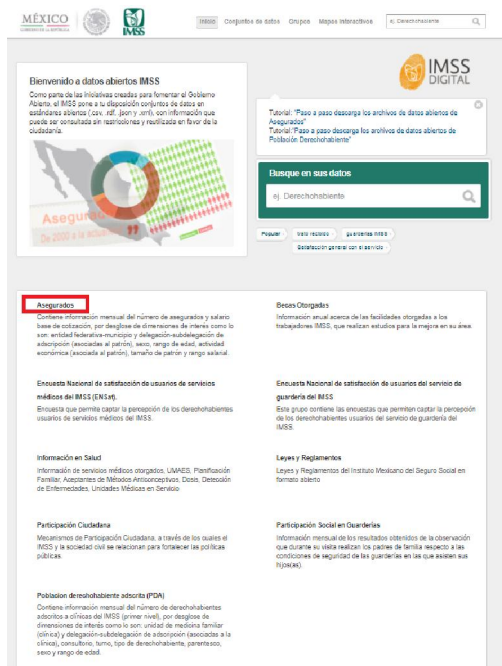 MÉXICO
GOBIERNO DE LA REPÚBLICA
IMSS
Inicio Conjuntos de datos Grupos Mapas Interactivos
ej. Derechohabiente
IMSS
DIGITAL
Bienvenido a datos abiertos IMSS
Como parte de las iniciativas creadas para fomentar el Gobierno
Abierto, el IMSS pone a tu disposición conjuntos de datos en
estándares abiertos (.csv, .rdf, .json y .xml), con información que
puede ser consultada sin restricciones y reutilizada en favor de la
ciudadanía.
Asegurados
De 2000 a la actua
Tutorial: "Paso a paso descarga los archivos de datos abiertos de
Asegurados"
Tutorial:"Paso a paso descarga los archivos de datos abiertos de
Población Derechohabiente"
Busque en sus datos
ej. Derechohabiente
Popular trato recibido guarderías IMSS
Satisfacción general con el servicio
Asegurados
Contiene información mensual del número de asegurados y salario
base de cotización, por desglose de dimensiones de interés como lo
son: entidad federativa-municipio y delegación-subdelegación de
adscripción (asociadas al patrón), sexo, rango de edad, actividad
económica (asociada al patrón), tamaño de patrón y rango salarial.
Becas Otorgadas
Información anual acerca de las facilidades otorgadas a los
trabajadores IMSS, que realizan estudios para la mejora en su área.
Encuesta Nacional de satisfacción de usuarios de servicios
médicos del IMSS (ENSat).
Encuesta que permite captar la percepción de los derechohabientes
usuarios de servicios médicos del IMSS.
Encuesta Nacional de satisfacción de usuarios del servicio de
guardería del IMSS
Este grupo contiene las encuestas que permiten captar la percepción
de los derechohabientes usuarios del servicio de guardería del
IMSS.
Información en Salud
Información de servicios médicos otorgados, UMAES, Planificación
Familiar, Aceptantes de Métodos Anticonceptivos, Dosis, Detección
de Enfermedades, Unidades Médicas en Servicio.
Leyes y Reglamentos
Leyes y Reglamentos del Instituto Mexicano del Seguro Social en
formato abierto
Participación Ciudadana
Mecanismos de Participación Ciudadana, a través de los cuales el
IMSS y la sociedad civil se relacionan para fortalecer las políticas
públicas.
Participación Social en Guarderías
Información mensual de los resultados obtenidos de la observación
que durante su visita realizan los padres de familia respecto a las
condiciones de seguridad de las guarderías en las que asisten sus
hijos(as).
Poblacion derechohabiente adscrita (PDA)
Contiene información mensual del número de derechohabientes
adscritos a clínicas del IMSS (primer nivel), por desglose de
dimensiones de interés como lo son: unidad de medicina familiar
(clínica) y delegación-subdelegación de adscripción (asociadas a la
clínica), consultorio, turno, tipo de derechohabiente, parentesco,
sexo y rango de edad.